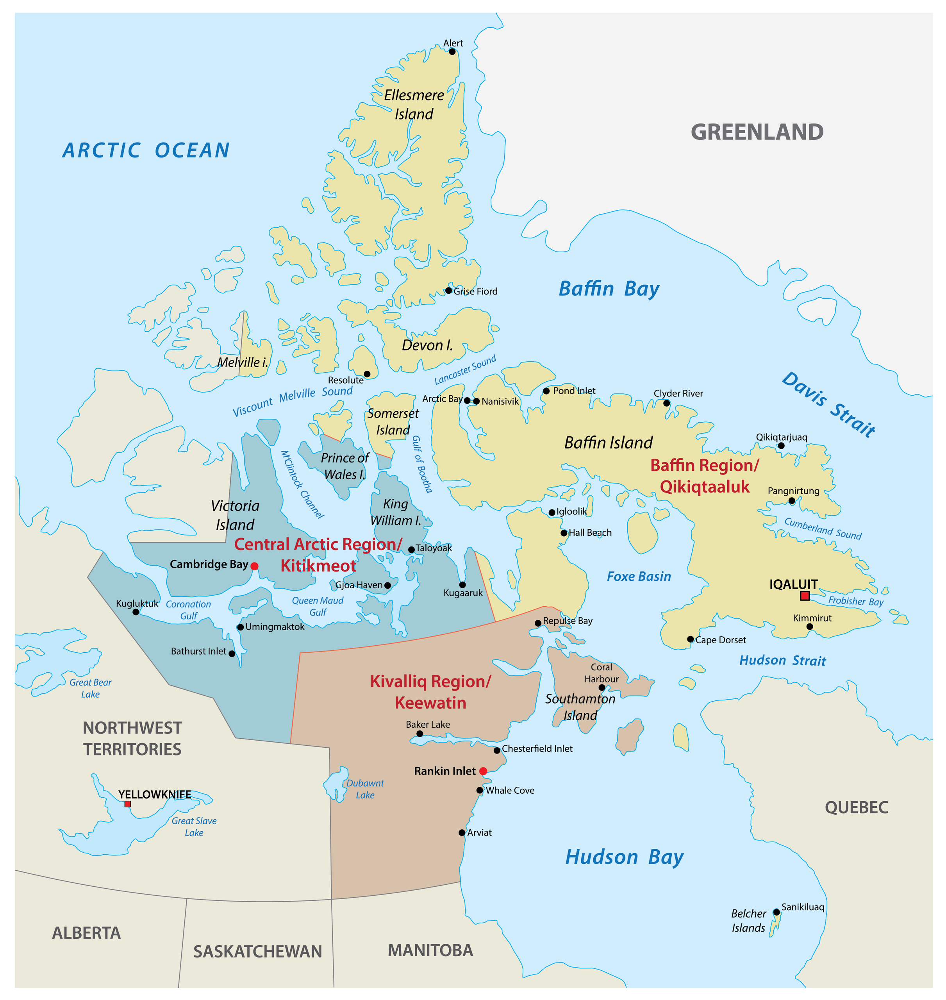 Alert
Ellesmere
Island
GREENLAND
ARCTIC OCEAN
Baffin Bay
Grise Fiord
Devon I.
Melville i.
Lancaster Sound
Resolute
Viscount Melville Sound
Davis Strait
Pond Inlet
Clyder River
Arctic Bay
Nanisivik
Somerset
Island
Gulf of Bootha
Baffin Island
Qikiqtarjuaq
Prince of
Wales I.
M'Clintock Channel
Baffin Region/
Qikiqtaaluk
Pangnirtung
Victoria
Island
King
William I.
Igloolik
Hall Beach
Cumberland Sound
Central Arctic Region/
Kitikmeot
Taloyoak
Cambridge Bay
Foxe Basin
Gjoa Haven
Kugaaruk
IQALUIT
Frobisher Bay
Kugluktuk
Coronation
Gulf
Queen Maud
Gulf
Kimmirut
Repulse Bay
Umingmaktok
Cape Dorset
Bathurst Inlet
Hudson Strait
Great Bear
Lake
Kivalliq Region/
Keewatin
Coral
Harbour
Southamton
Island
NORTHWEST
TERRITORIES
Baker Lake
Chesterfield Inlet
Rankin Inlet
Dubawnt
Lake
Whale Cove
YELLOWKNIFE
Great Slave
Lake
QUEBEC
Arviat
Hudson Bay
Sanikiluaq
Belcher
Islands
ALBERTA
SASKATCHEWAN
MANITOBA